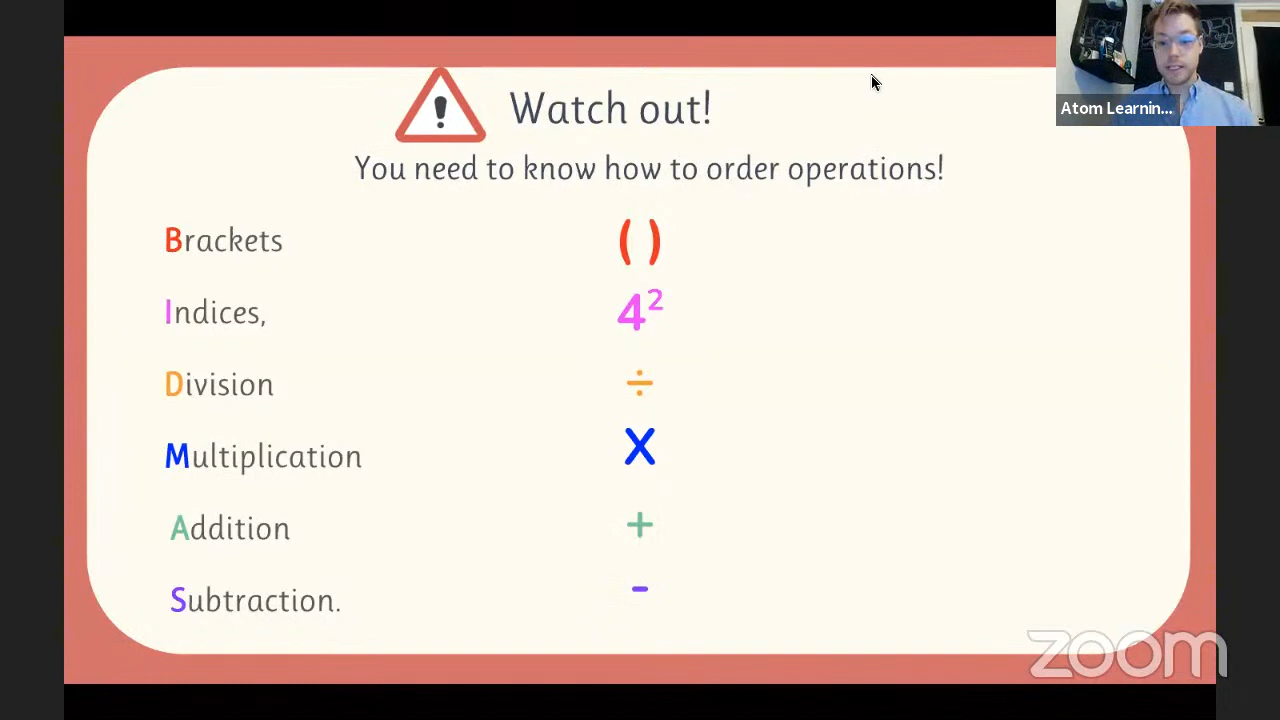 Watch out!
You need to know how to order operations!
Brackets ( )
Indices, 4²
Division ÷
Multiplication X
Addition +
Subtraction. -
Atom Learnin...
zoom